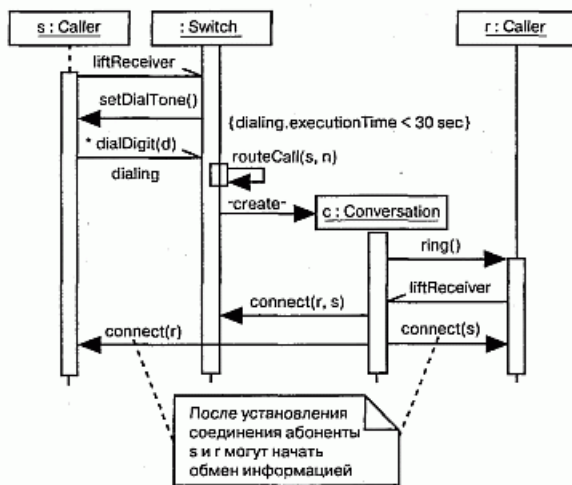 s : Caller
: Switch
r : Caller
liftReceiver
setDialTone()
{dialing.executionTime < 30 sec}
* dialDigit(d)
dialing
routeCall(s, n)
-create-
c : Conversation
ring()
liftReceiver
connect(r, s)
connect(r)
connect(s)
После установления
соединения абоненты
s и r могут начать
обмен информацией